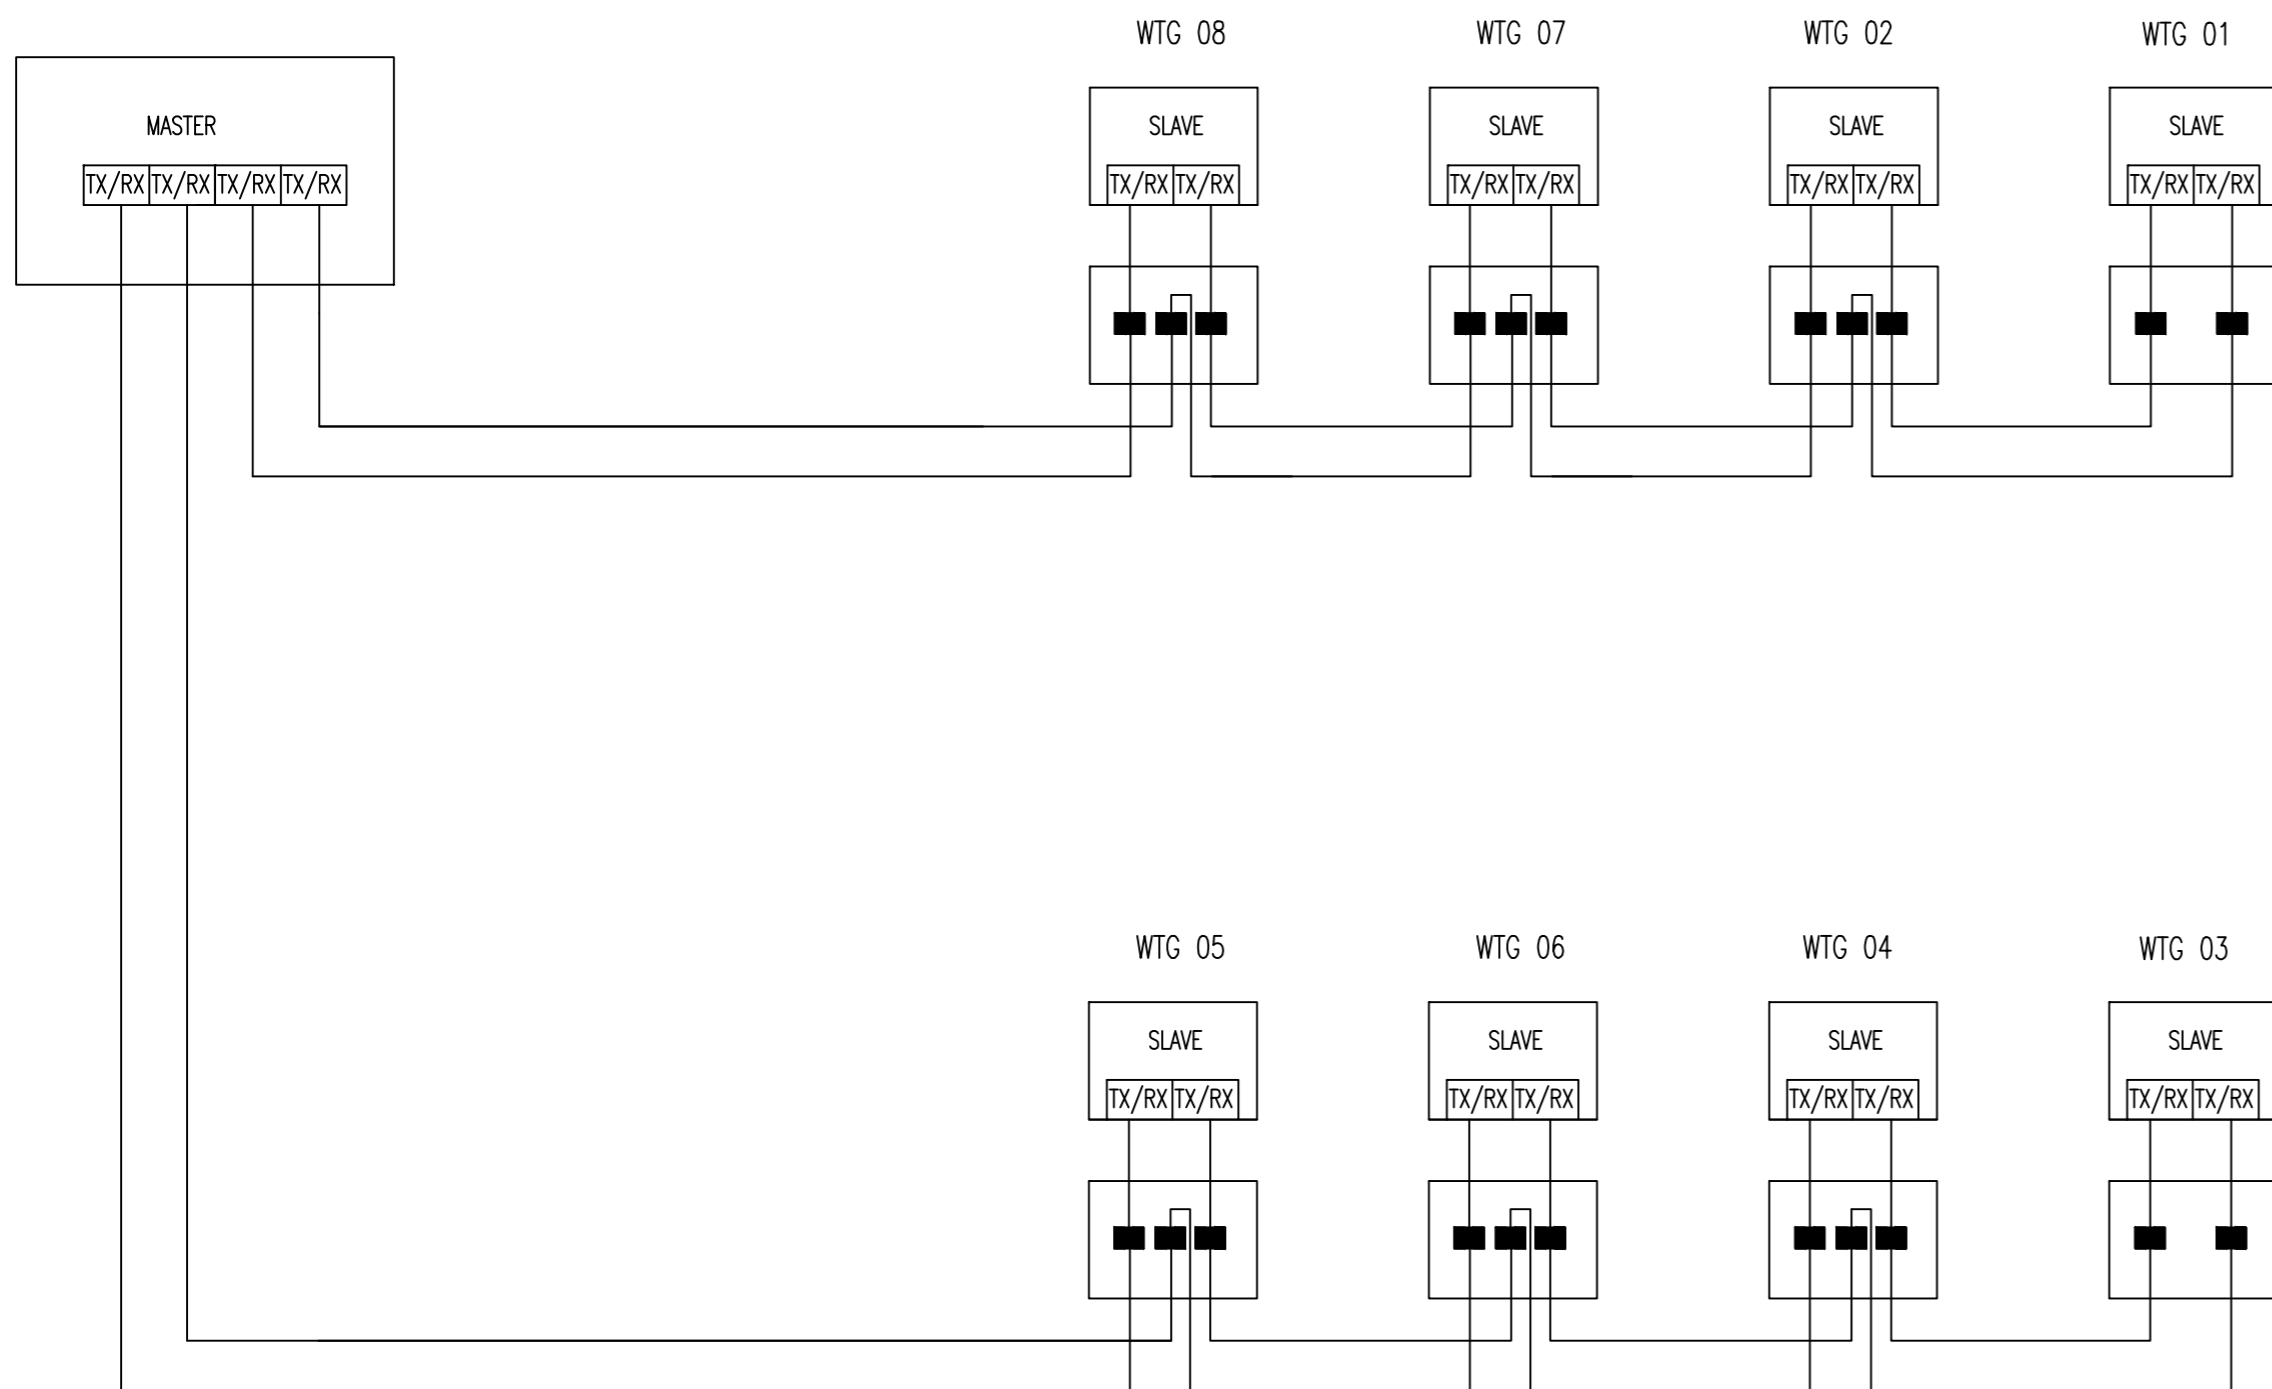 WTG 08 WTG 07 WTG 02 WTG 01
MASTER SLAVE SLAVE SLAVE SLAVE
TX/RX TX/RX TX/RX TX/RX TX/RX TX/RX TX/RX TX/RX TX/RX TX/RX TX/RX TX/RX
WTG 05 WTG 06 WTG 04 WTG 03
SLAVE SLAVE SLAVE SLAVE
TX/RX TX/RX TX/RX TX/RX TX/RX TX/RX TX/RX TX/RX